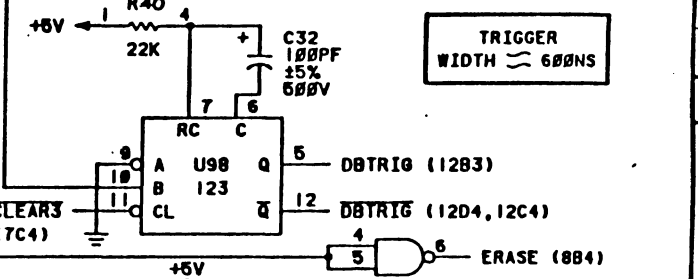 R40
+5V 1 4
22K
+ C32
100PF
±5%
500V
TRIGGER
WIDTH ≈ 600NS
7 6
RC C
9 A U98 Q 5 DBTRIG (12B3)
10 B 123
CLEAR3 11 CL Q 12 DBTRIG (12D4,12C4)
7C4)
+5V
4
5 6 ERASE (8B4)